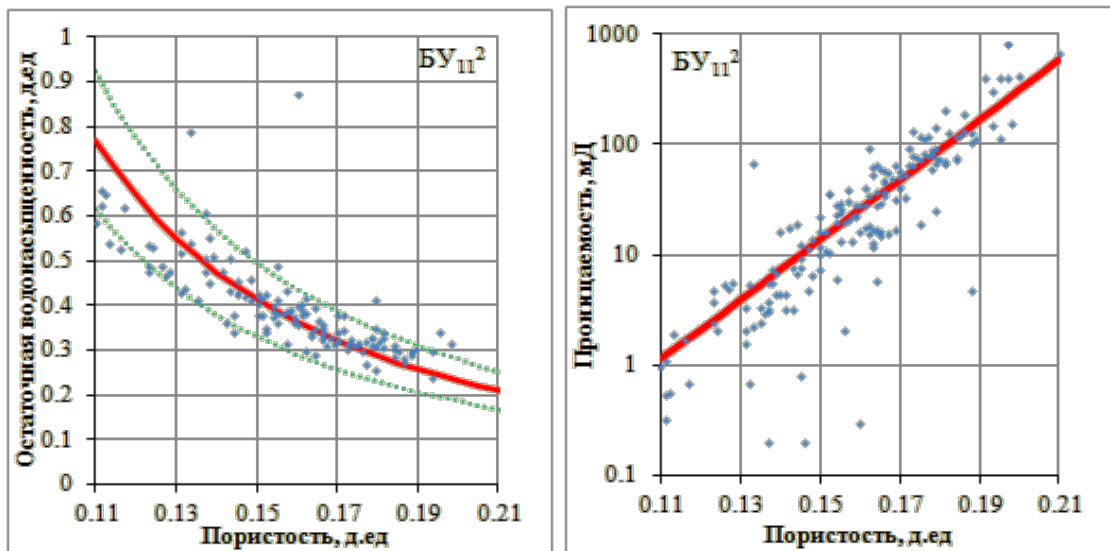 Остаточная водонасыщенность, д.ед
1
0.9
0.8
0.7
0.6
0.5
0.4
0.3
0.2
0.1
0
БУ₁₁²
0.11 0.13 0.15 0.17 0.19 0.21
Пористость, д.ед
Проницаемость, мД
1000
100
10
1
0.1
БУ₁₁²
0.11 0.13 0.15 0.17 0.19 0.21
Пористость, д.ед